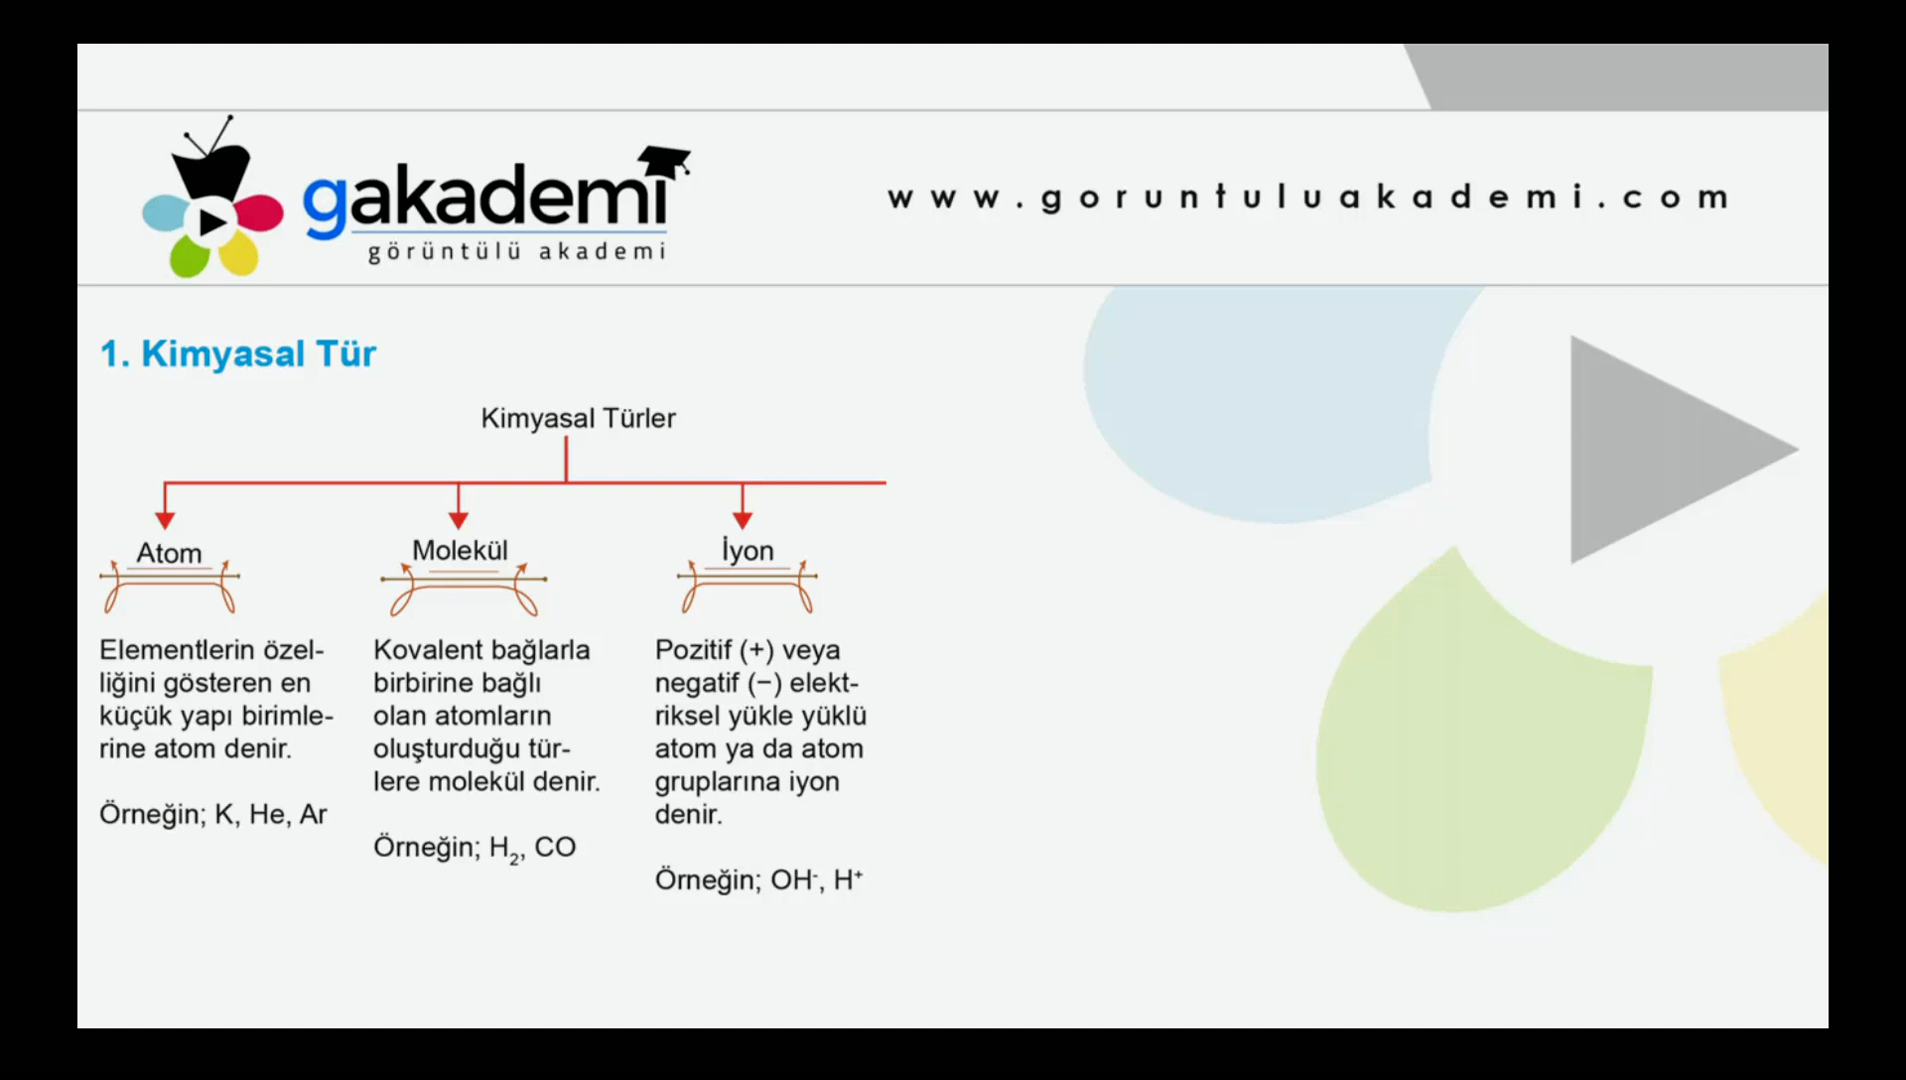 gakademi
görüntülü akademi
www.goruntuluakademi.com
1. Kimyasal Tür
Kimyasal Türler
Atom
Elementlerin özel-
liğini gösteren en
küçük yapı birimle-
rine atom denir.
Örneğin; K, He, Ar
Molekül
Kovalent bağlarla
birbirine bağlı
olan atomların
oluşturduğu tür-
lere molekül denir.
Örneğin; H₂, CO
İyon
Pozitif (+) veya
negatif (−) elekt-
riksel yükle yüklü
atom ya da atom
gruplarına iyon
denir.
Örneğin; OH⁻, H⁺